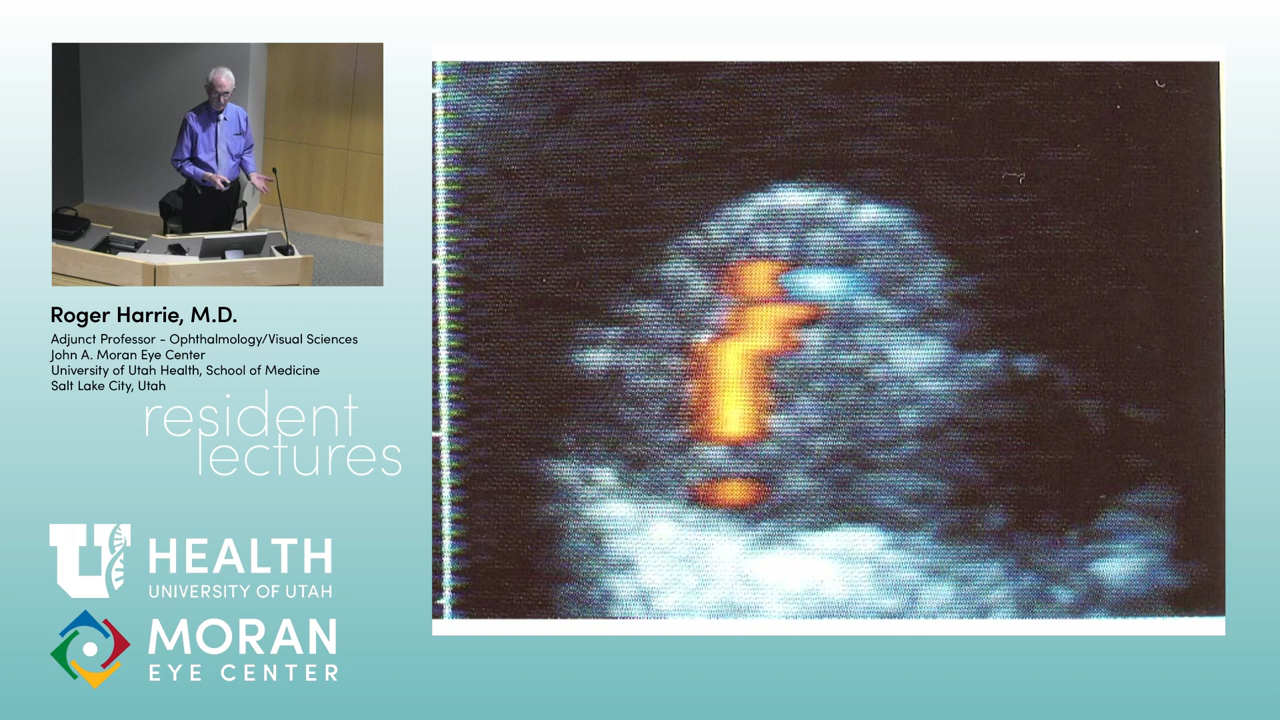 Roger Harrie, M.D.
Adjunct Professor - Ophthalmology/Visual Sciences
John A. Moran Eye Center
University of Utah Health, School of Medicine
Salt Lake City, Utah
resident
lectures
U HEALTH
UNIVERSITY OF UTAH
MORAN
EYE CENTER